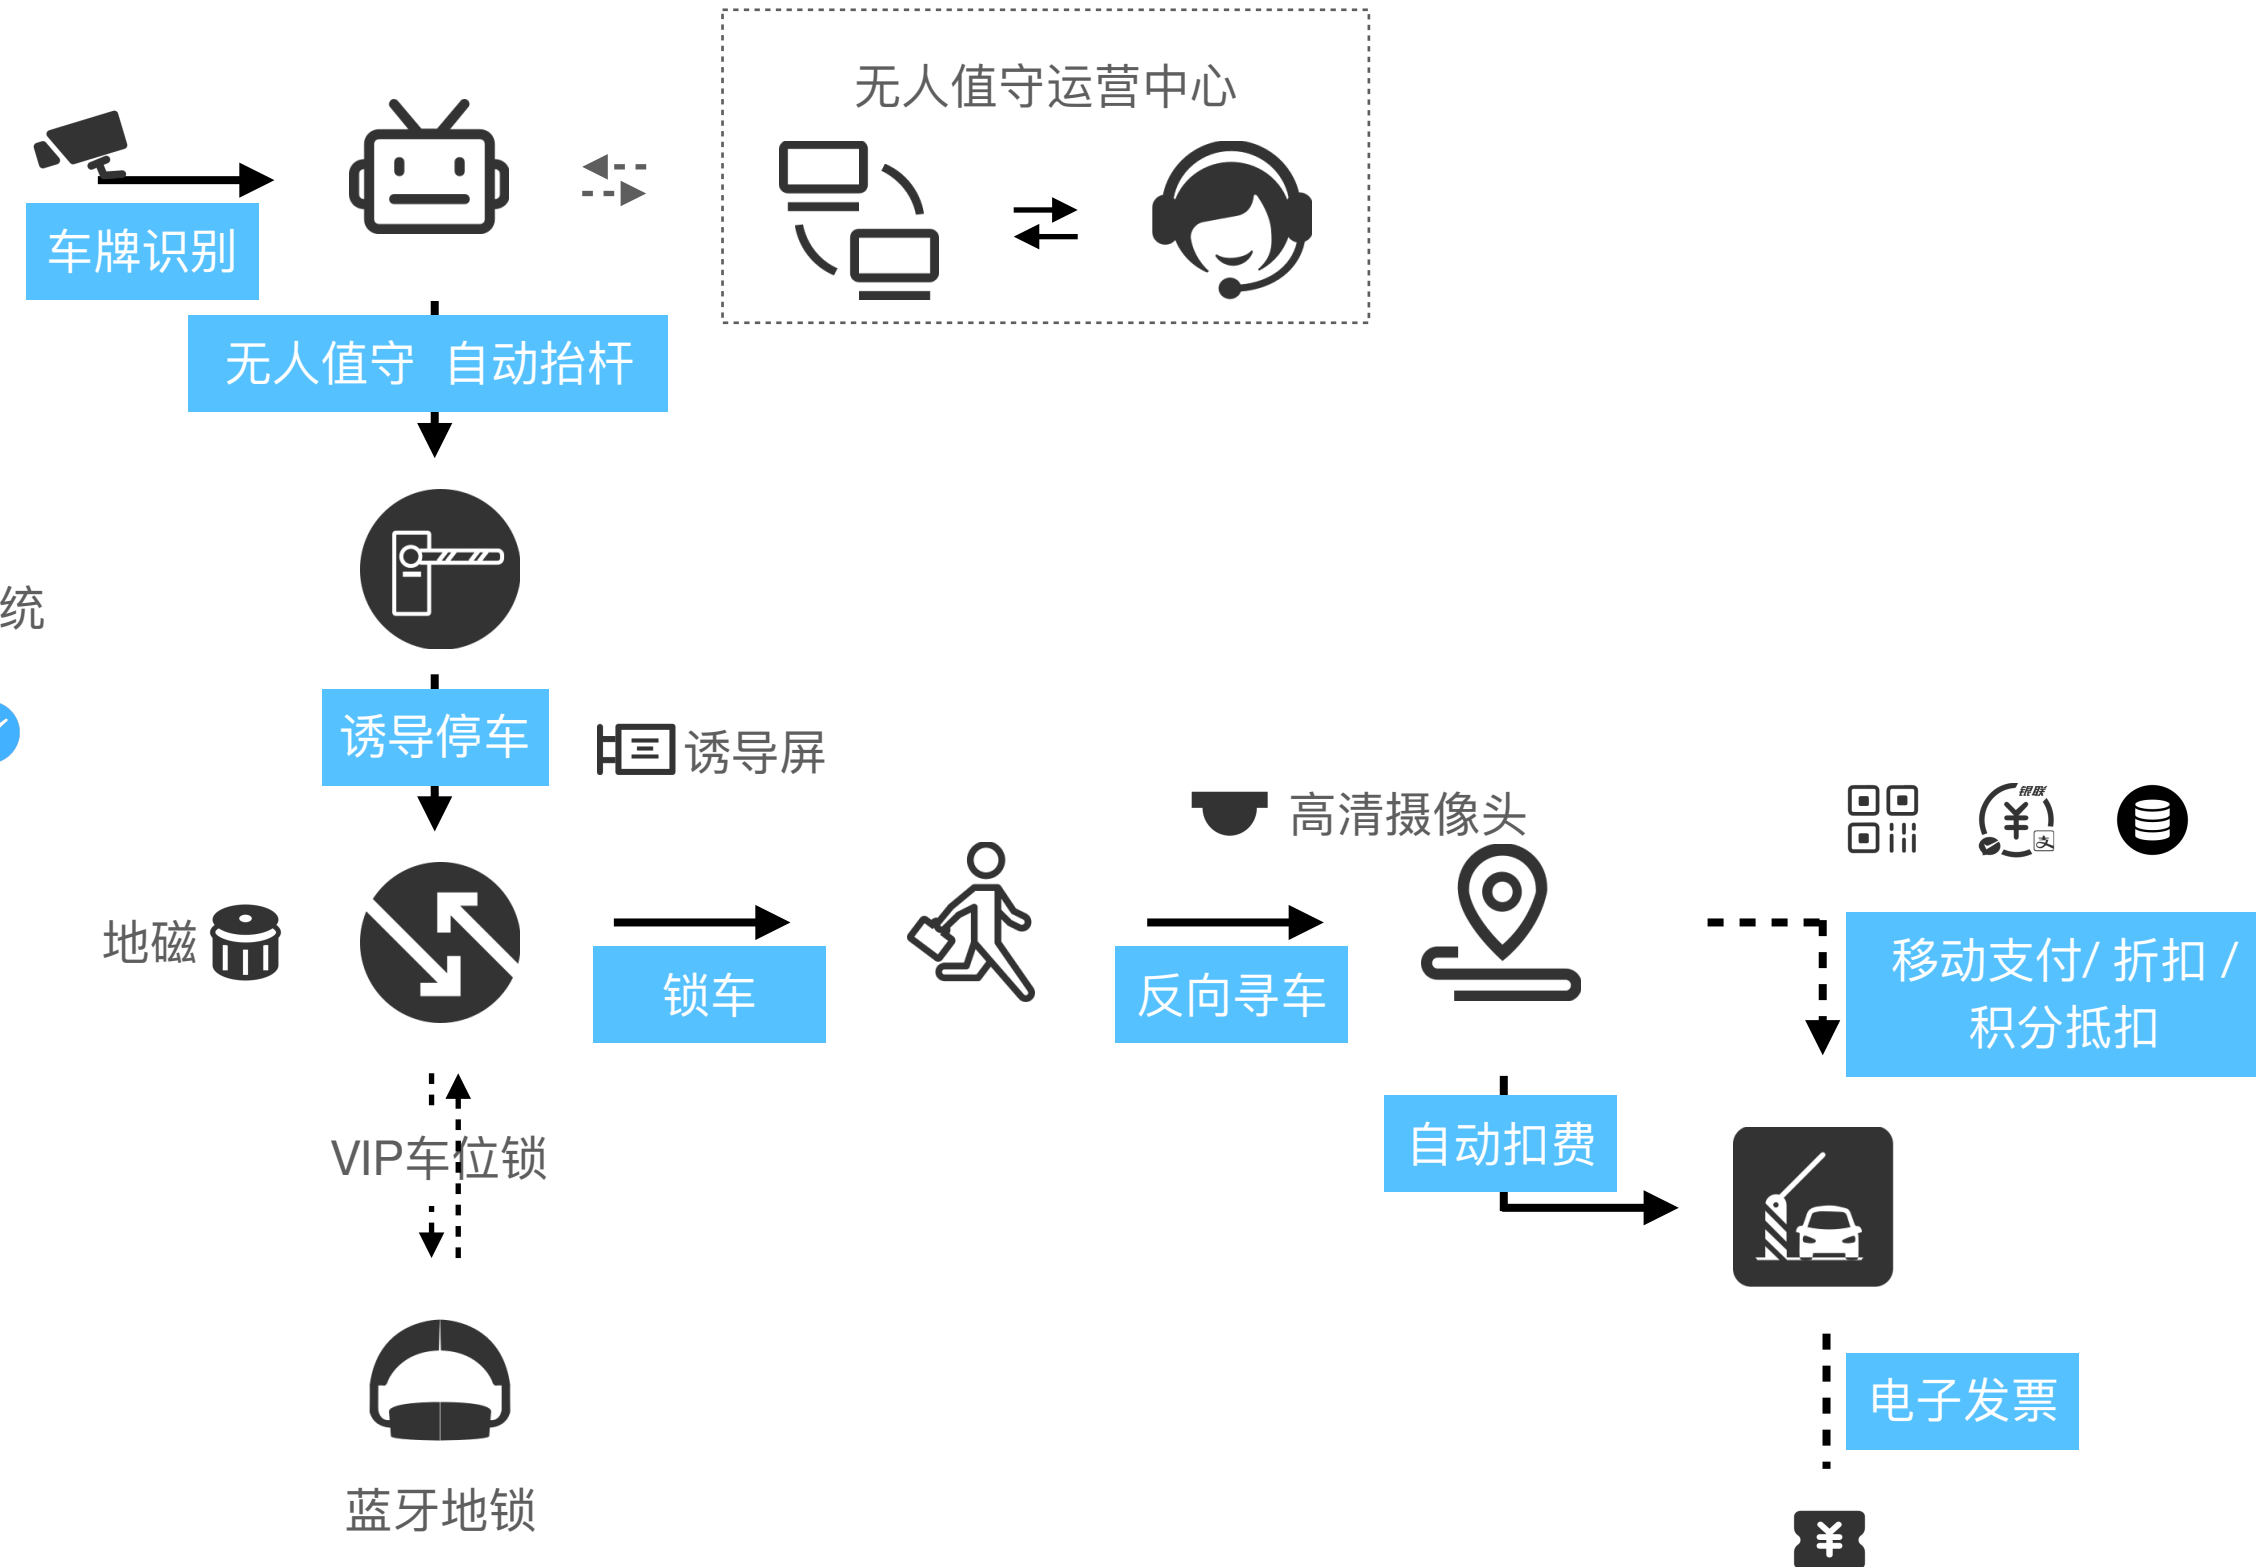 无人值守运营中心
车牌识别
无人值守 自动抬杆
统
诱导停车
诱导屏
高清摄像头
银联
支
地磁
锁车
反向寻车
移动支付/ 折扣 /
积分抵扣
VIP车位锁
自动扣费
电子发票
蓝牙地锁